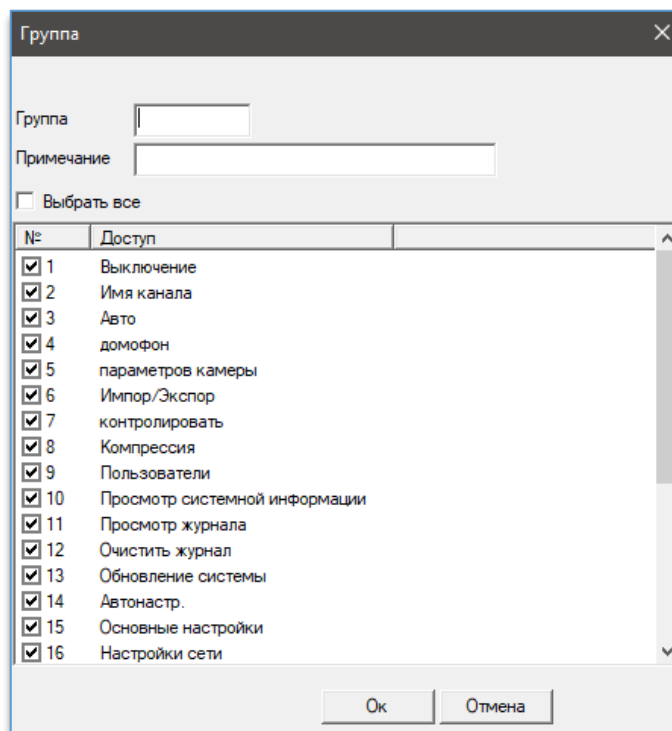 Группа
Группа
Примечание
Выбрать все
№ Доступ
1 Выключение
2 Имя канала
3 Авто
4 домофон
5 параметров камеры
6 Импор/Экспор
7 контролировать
8 Компрессия
9 Пользователи
10 Просмотр системной информации
11 Просмотр журнала
12 Очистить журнал
13 Обновление системы
14 Автонастр.
15 Основные настройки
16 Настройки сети
Ок Отмена